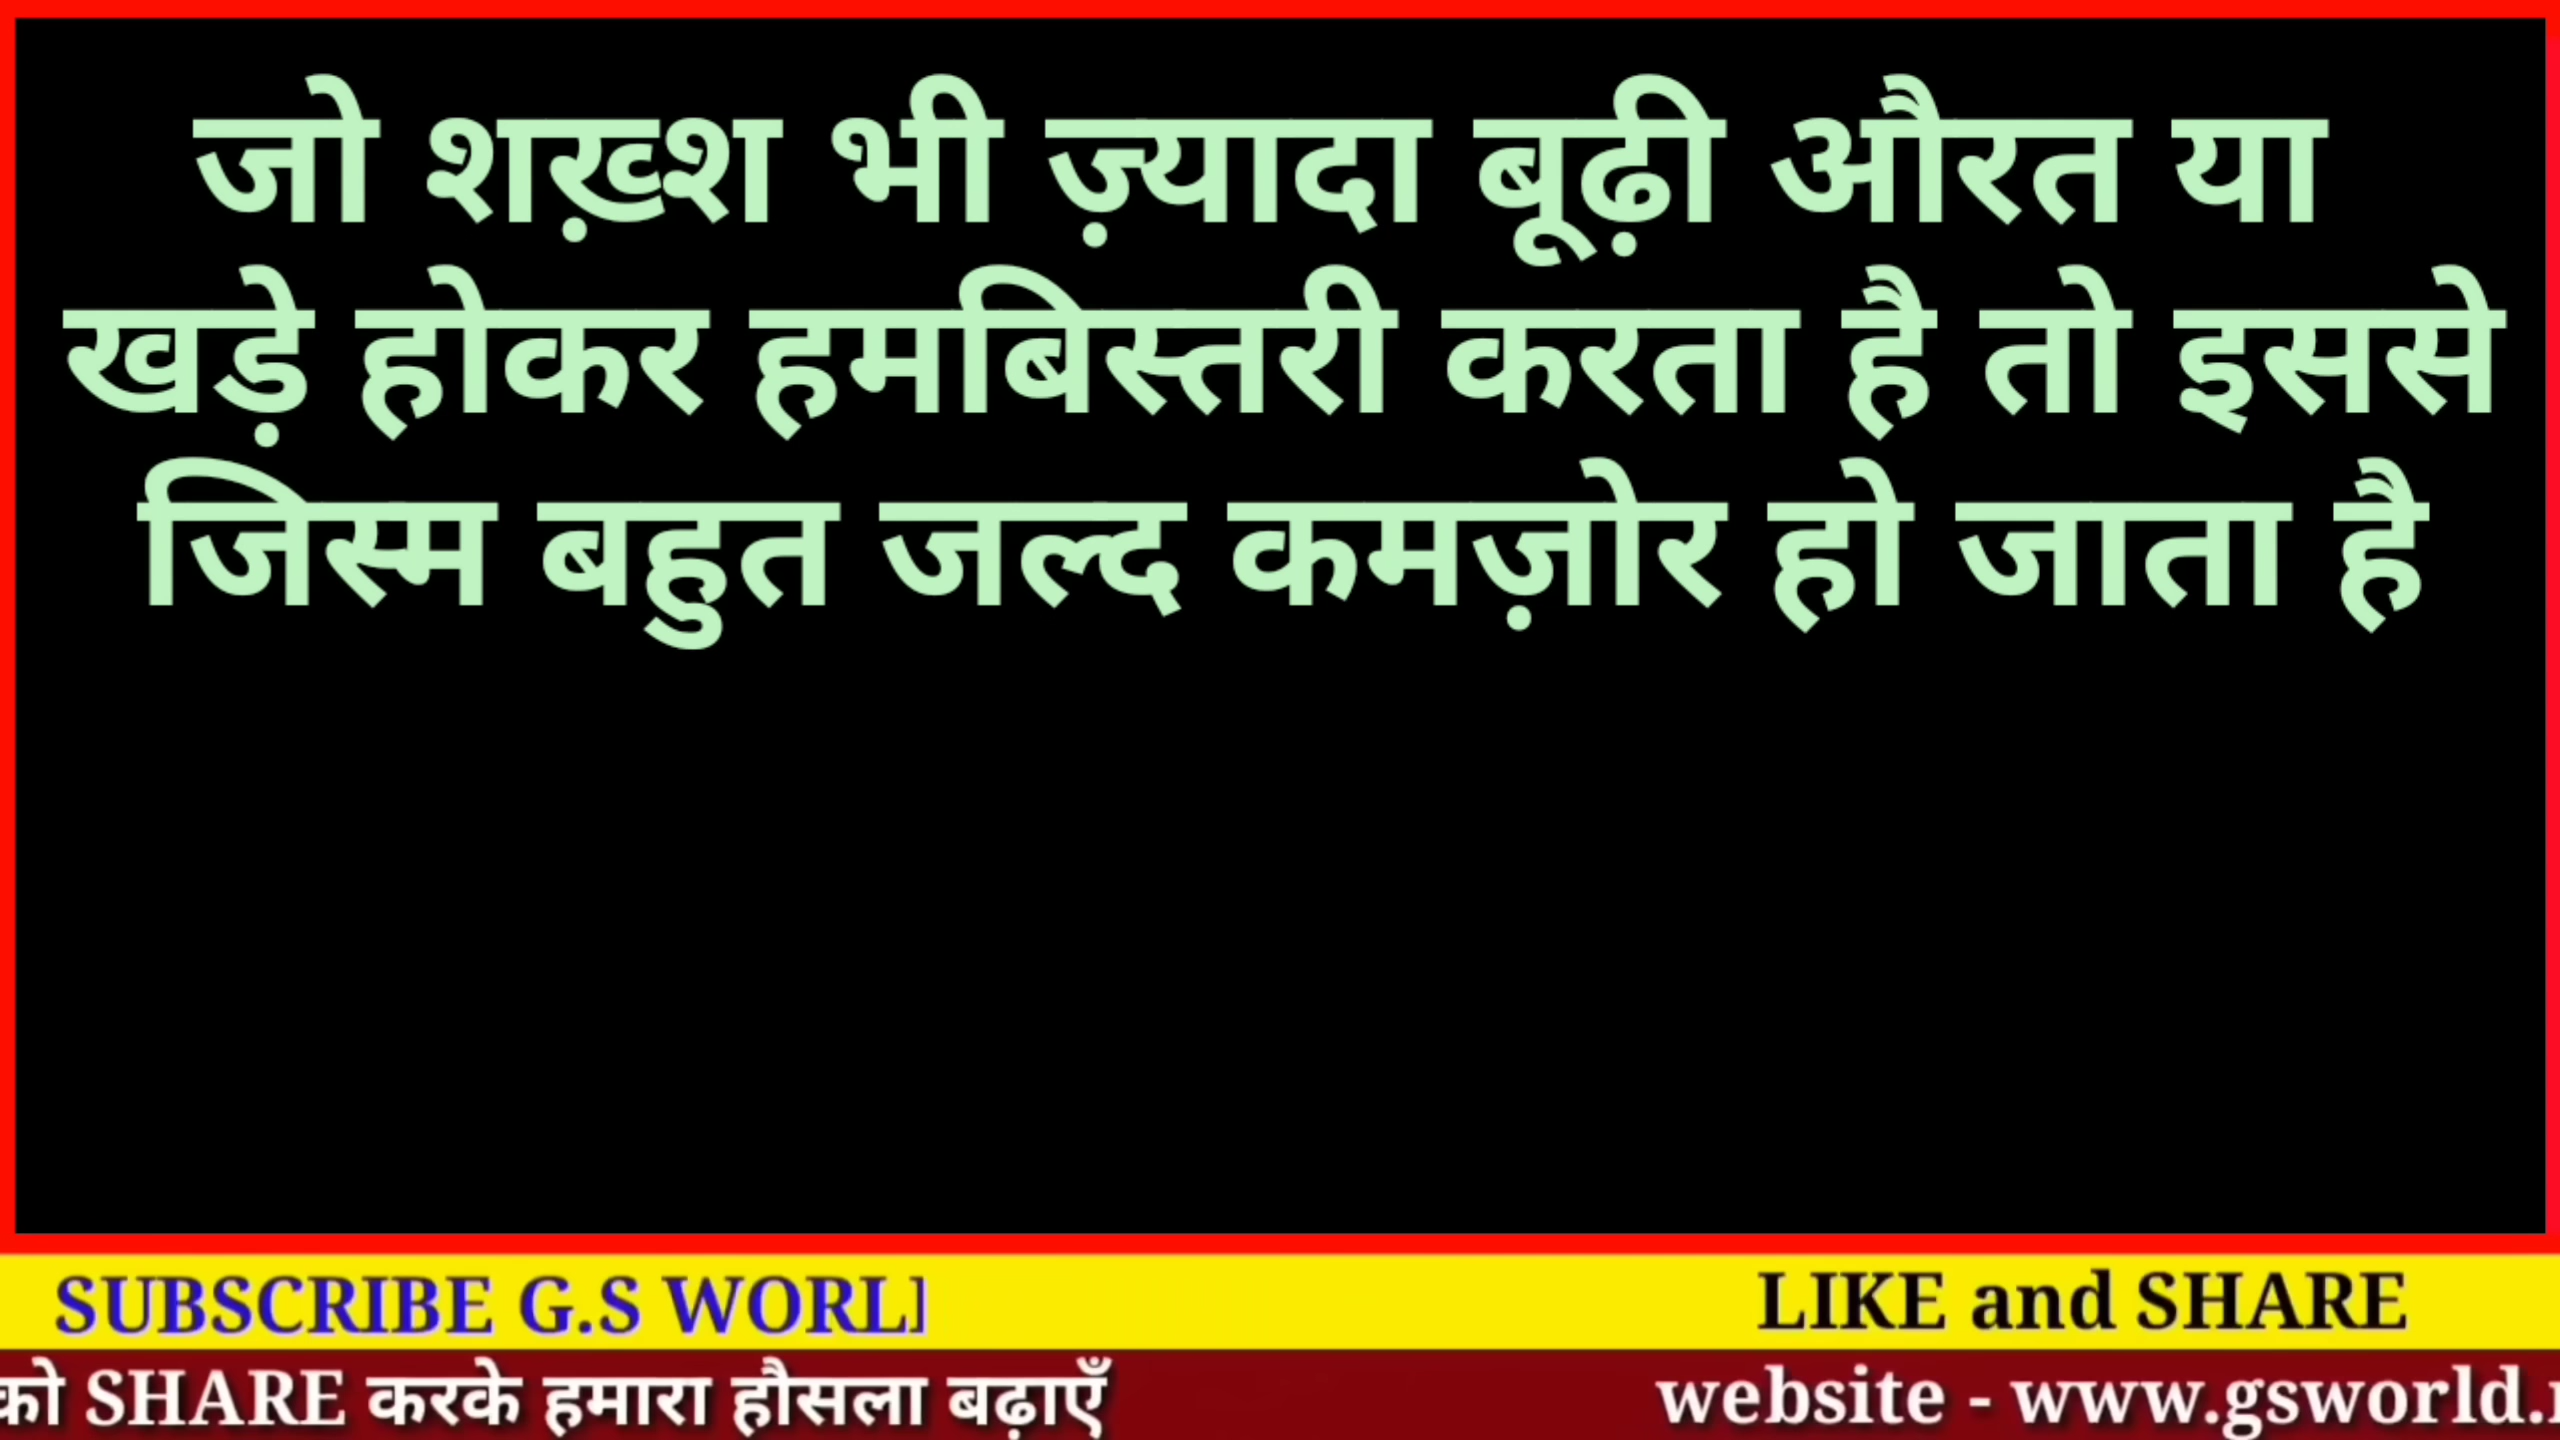 जो शख़्श भी ज़्यादा बूढ़ी औरत या
खड़े होकर हमबिस्तरी करता है तो इससे
जिस्म बहुत जल्द कमज़ोर हो जाता है
SUBSCRIBE G.S WORL
LIKE and SHARE
को SHARE करके हमारा हौसला बढ़ाएँ
website - www.gsworld.